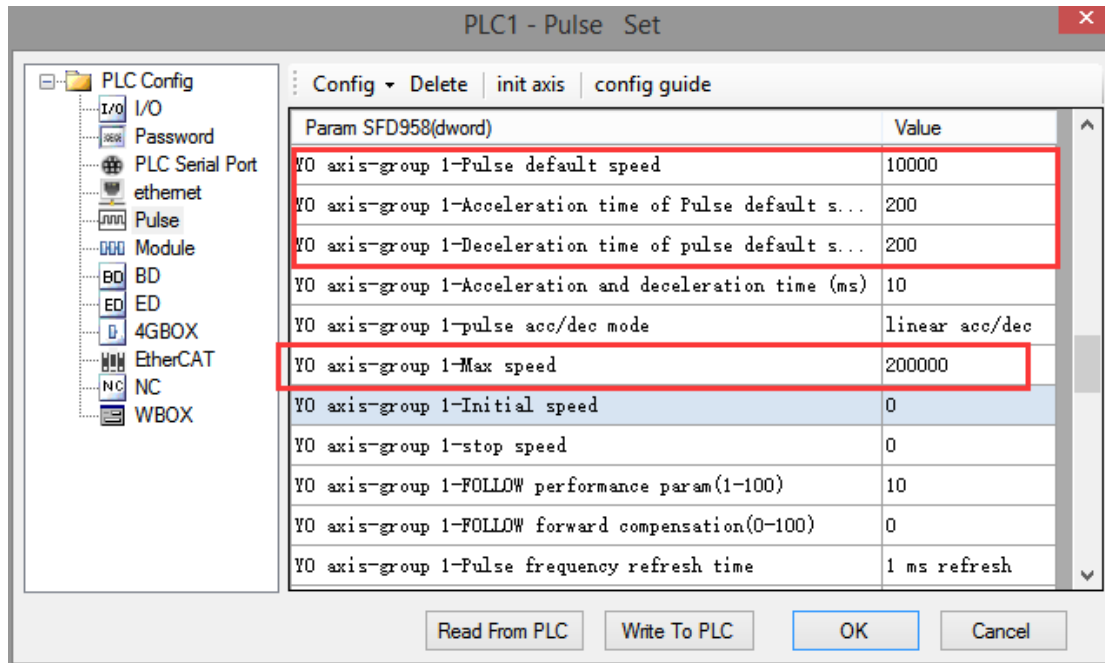 PLC1 - Pulse Set
PLC Config
I/O I/O
Password
PLC Serial Port
ethernet
Pulse
Module
BD BD
ED ED
4GBOX
EtherCAT
NC NC
WBOX
Config Delete init axis config guide
Param SFD958(dword) Value
Y0 axis-group 1-Pulse default speed 10000
Y0 axis-group 1-Acceleration time of Pulse default s... 200
Y0 axis-group 1-Deceleration time of pulse default s... 200
Y0 axis-group 1-Acceleration and deceleration time (ms) 10
Y0 axis-group 1-pulse acc/dec mode linear acc/dec
Y0 axis-group 1-Max speed 200000
Y0 axis-group 1-Initial speed 0
Y0 axis-group 1-stop speed 0
Y0 axis-group 1-FOLLOW performance param(1-100) 10
Y0 axis-group 1-FOLLOW forward compensation(0-100) 0
Y0 axis-group 1-Pulse frequency refresh time 1 ms refresh
Read From PLC Write To PLC OK Cancel